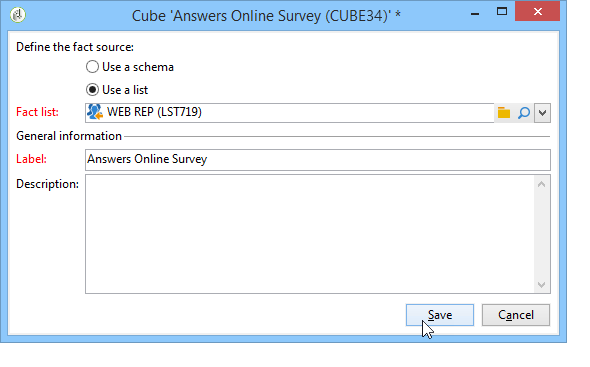 Cube 'Answers Online Survey (CUBE34)' *
Define the fact source:
Use a schema
Use a list
Fact list: WEB REP (LST719)
General information
Label: Answers Online Survey
Description:
Save Cancel